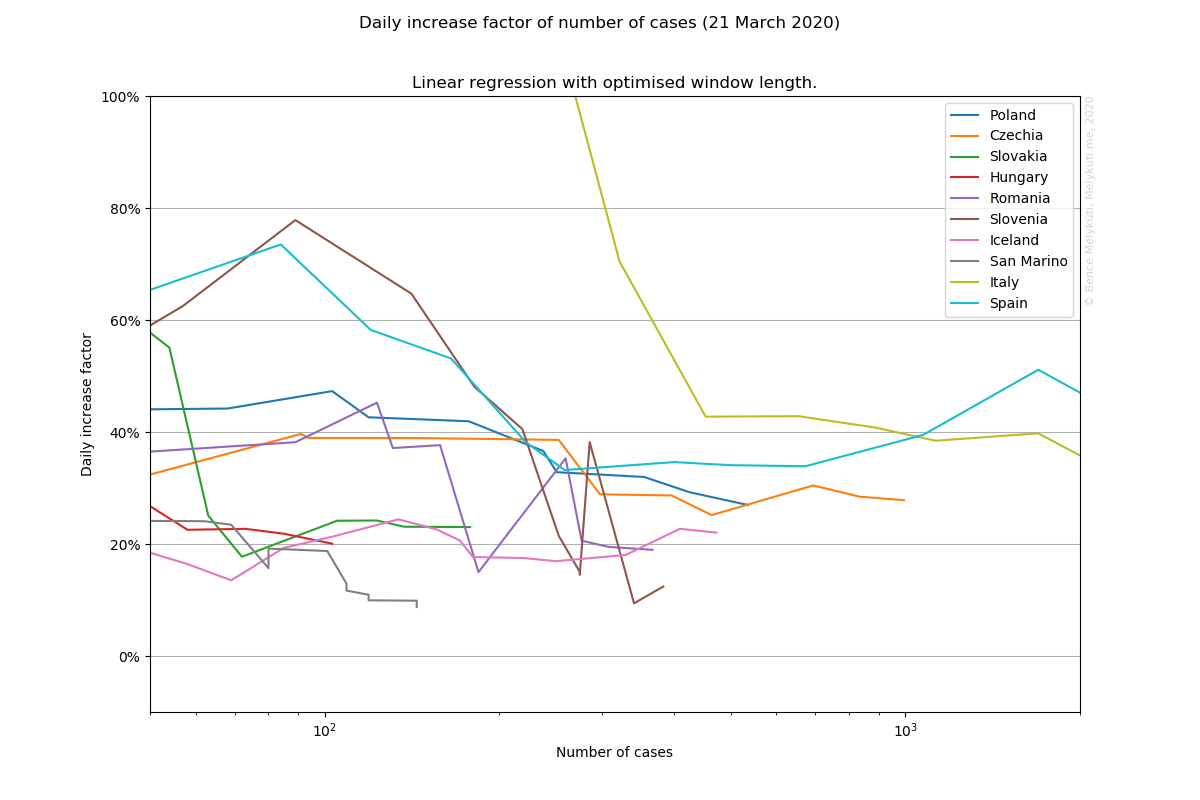 Daily increase factor of number of cases (21 March 2020)
Linear regression with optimised window length.
100%
80%
60%
40%
20%
0%
Daily increase factor
10²
10³
Number of cases
Poland
Czechia
Slovakia
Hungary
Romania
Slovenia
Iceland
San Marino
Italy
Spain
© Bence Mélykúti, Melykuti.me, 2020